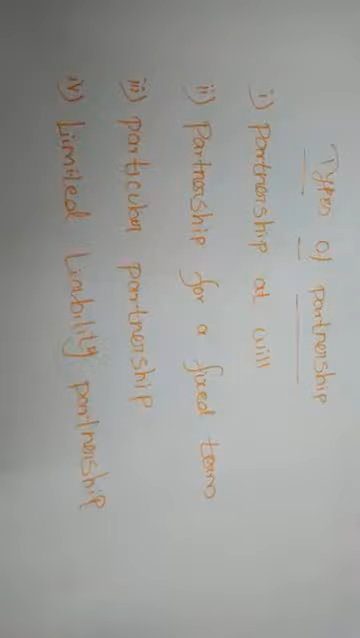 Types of partnership
i) Partnership at will
ii) Partnership for a fixed term
iii) Particular partnership
iv) Limited Liability partnership